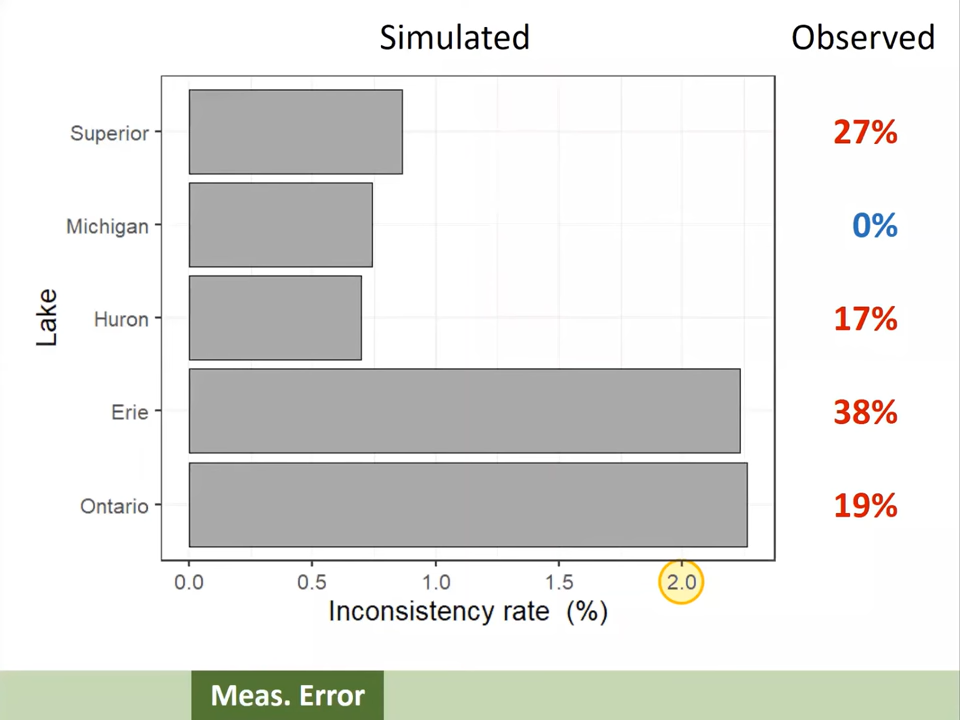 Simulated Observed
Superior 27%
Michigan 0%
Lake
Huron 17%
Erie 38%
Ontario 19%
0.0 0.5 1.0 1.5 2.0
Inconsistency rate (%)
Meas. Error